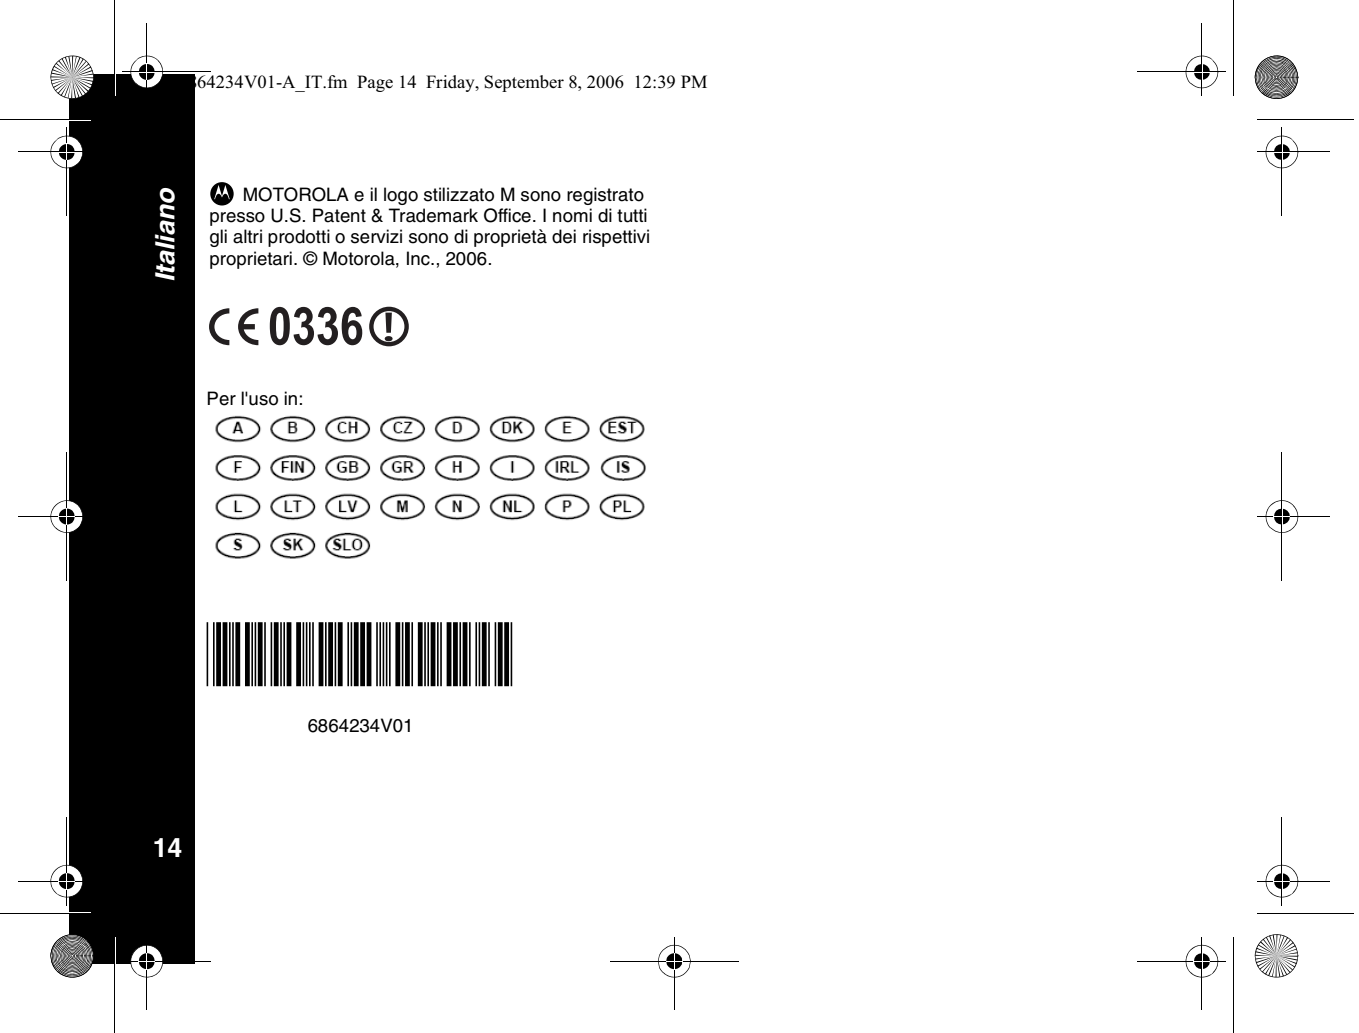 64234V01-A_IT.fm  Page 14  Friday, September 8, 2006  12:39 PM
Italiano
MOTOROLA e il logo stilizzato M sono registrato
presso U.S. Patent & Trademark Office. I nomi di tutti
gli altri prodotti o servizi sono di proprietà dei rispettivi
proprietari. © Motorola, Inc., 2006.
CE 0336
Per l'uso in:
A B CH CZ D DK E EST
F FIN GB GR H I IRL IS
L LT LV M N NL P PL
S SK SLO
6864234V01
14